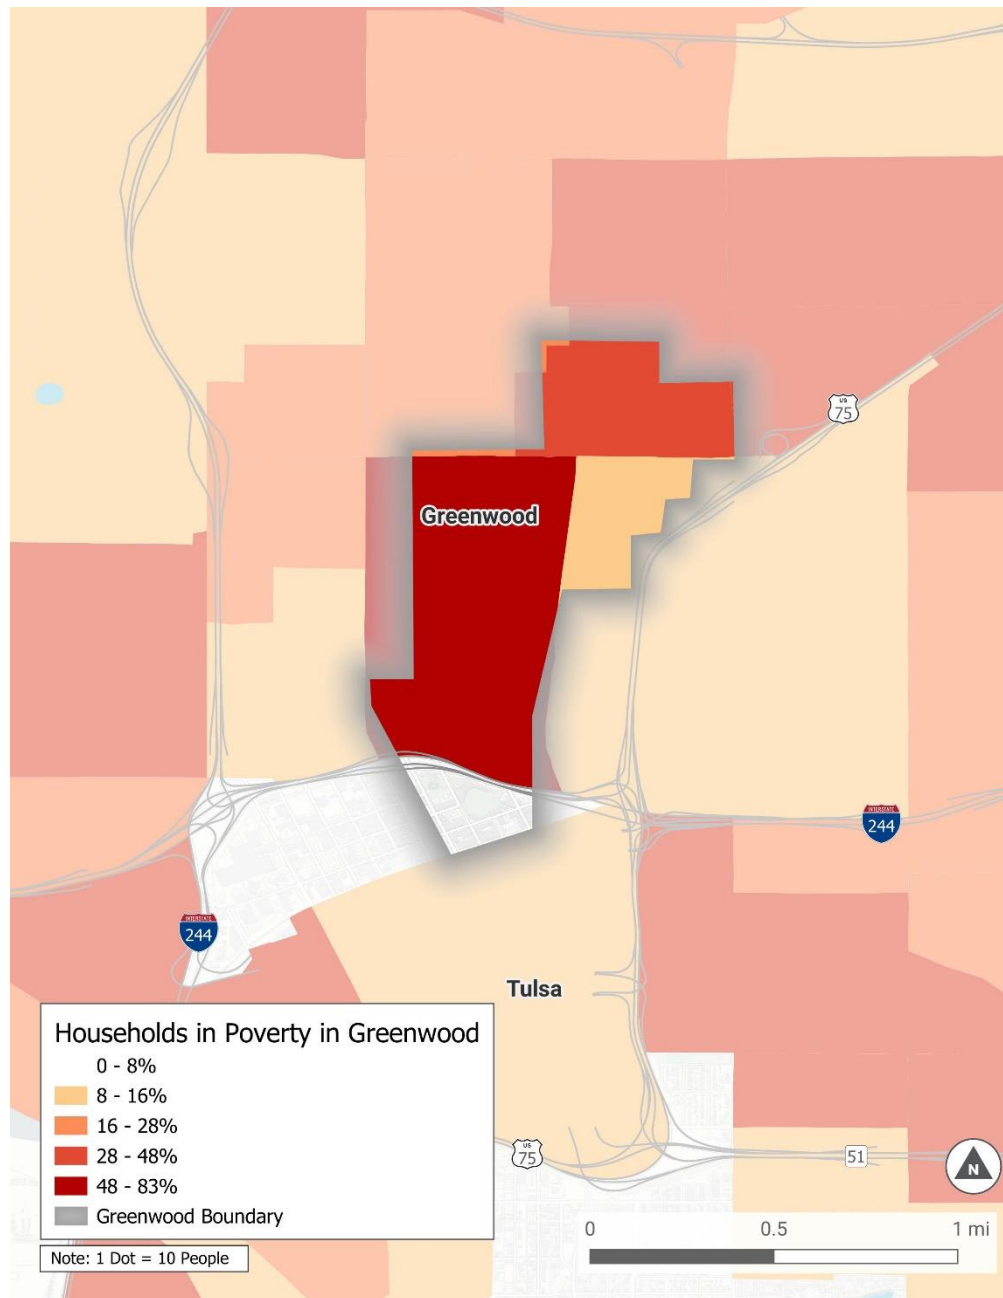 US
75
Greenwood
INTERSTATE
244
INTERSTATE
244
Tulsa
Households in Poverty in Greenwood
0 - 8%
8 - 16%
16 - 28%
28 - 48%
48 - 83%
Greenwood Boundary
Note: 1 Dot = 10 People
US
75
51
N
0 0.5 1 mi